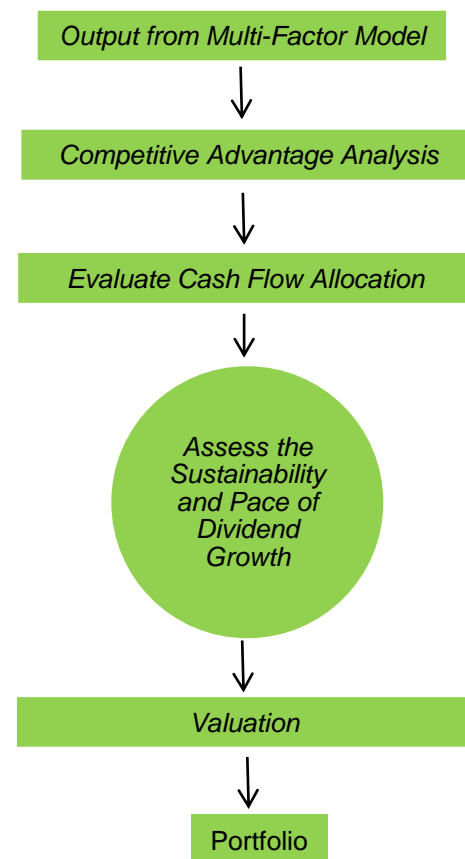 Output from Multi-Factor Model
Competitive Advantage Analysis
Evaluate Cash Flow Allocation
Assess the
Sustainability
and Pace of
Dividend
Growth
Valuation
Portfolio